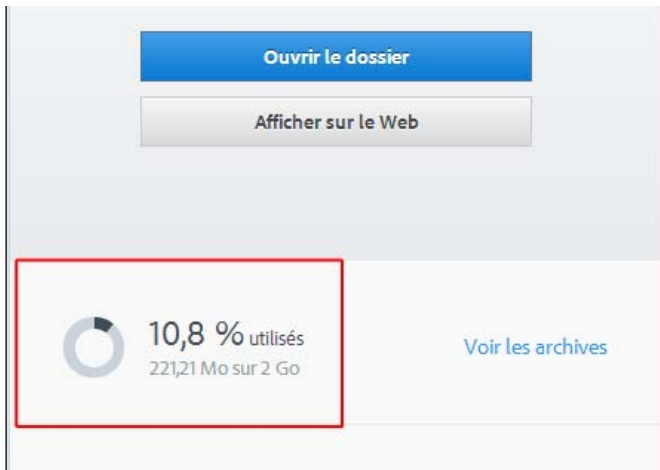 Ouvrir le dossier
Afficher sur le Web
10,8 % utilisés
221,21 Mo sur 2 Go
Voir les archives